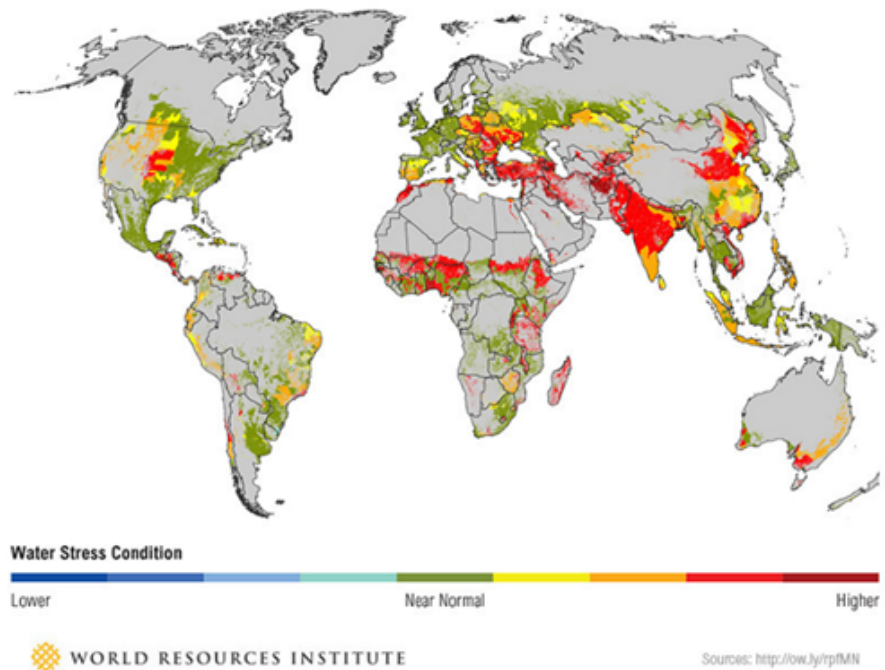 Water Stress Condition
Lower Near Normal Higher
WORLD RESOURCES INSTITUTE
Sources: http://ow.ly/rpfMN